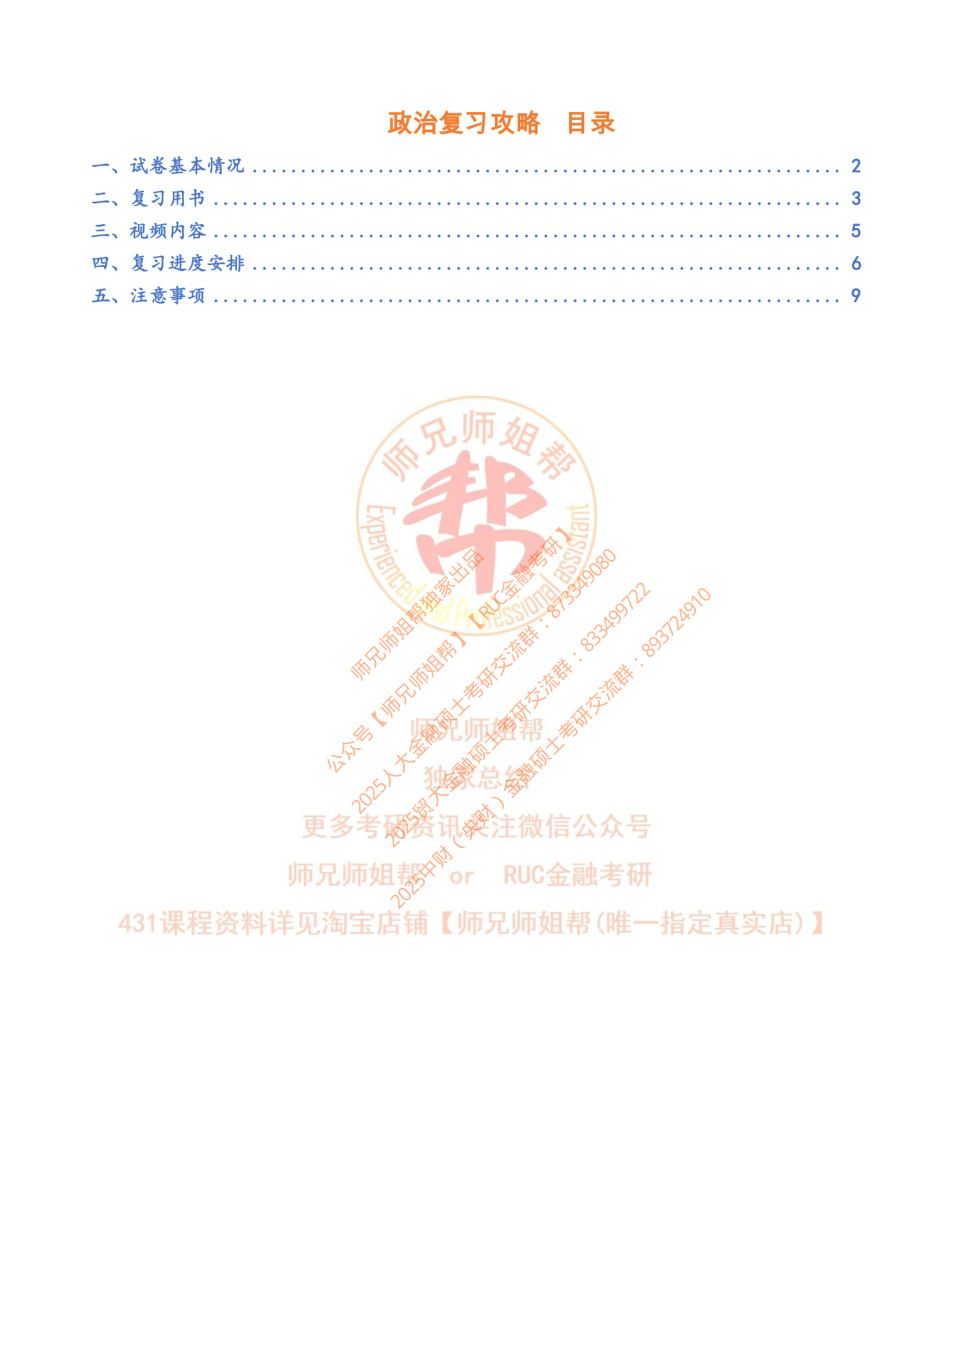 政治复习攻略　目录
一、试卷基本情况 ............................................................ 2
二、复习用书 ................................................................ 3
三、视频内容 ................................................................ 5
四、复习进度安排 ............................................................ 6
五、注意事项 ................................................................ 9
师兄师姐帮
帮
Experienced and Professional assistant
师兄师姐帮独家出品
公众号【师兄师姐帮】【RUC金融考研】
2025人大金融硕士考研交流群：873349080
2025贸大金融硕士考研交流群：833499722
2025中财（央财）金融硕士考研交流群：893724910
师兄师姐帮
独家总结
更多考研资讯关注微信公众号
师兄师姐帮 or RUC金融考研
431课程资料详见淘宝店铺【师兄师姐帮(唯一指定真实店)】